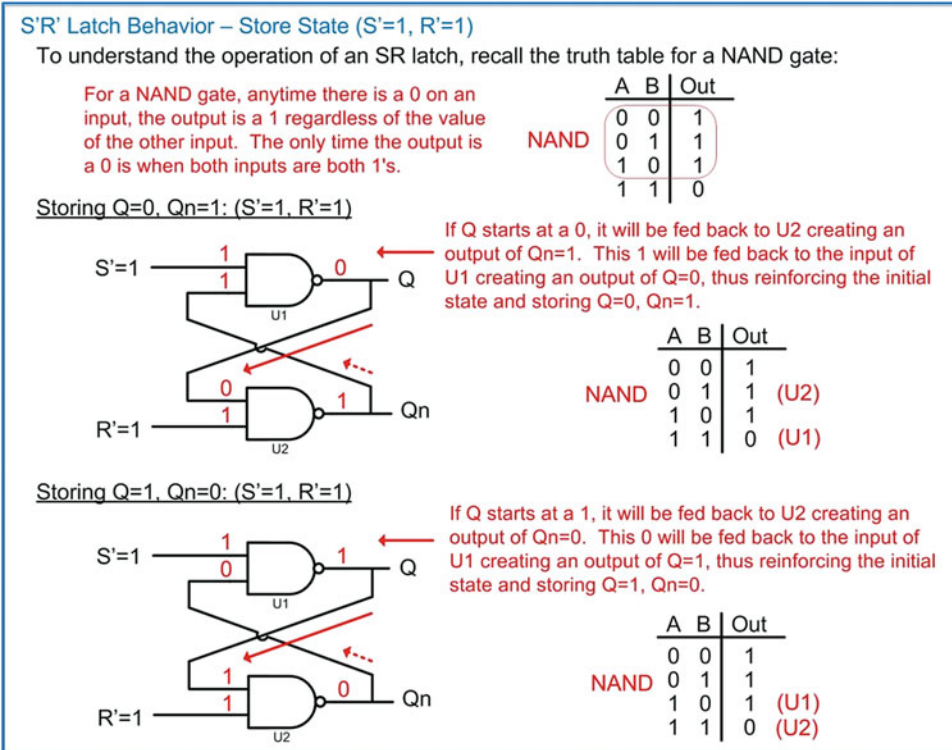 S'R' Latch Behavior – Store State (S'=1, R'=1)
To understand the operation of an SR latch, recall the truth table for a NAND gate:
For a NAND gate, anytime there is a 0 on an
input, the output is a 1 regardless of the value
of the other input. The only time the output is
a 0 is when both inputs are both 1's.
NAND
A B Out
0 0 1
0 1 1
1 0 1
1 1 0
Storing Q=0, Qn=1: (S'=1, R'=1)
If Q starts at a 0, it will be fed back to U2 creating an
output of Qn=1. This 1 will be fed back to the input of
U1 creating an output of Q=0, thus reinforcing the initial
state and storing Q=0, Qn=1.
S'=1
1
1
0
Q
U1
0
1
1
Qn
R'=1
U2
NAND
A B Out
0 0 1
0 1 1 (U2)
1 0 1
1 1 0 (U1)
Storing Q=1, Qn=0: (S'=1, R'=1)
If Q starts at a 1, it will be fed back to U2 creating an
output of Qn=0. This 0 will be fed back to the input of
U1 creating an output of Q=1, thus reinforcing the initial
state and storing Q=1, Qn=0.
S'=1
1
0
1
Q
U1
1
1
0
Qn
R'=1
U2
NAND
A B Out
0 0 1
0 1 1
1 0 1 (U1)
1 1 0 (U2)